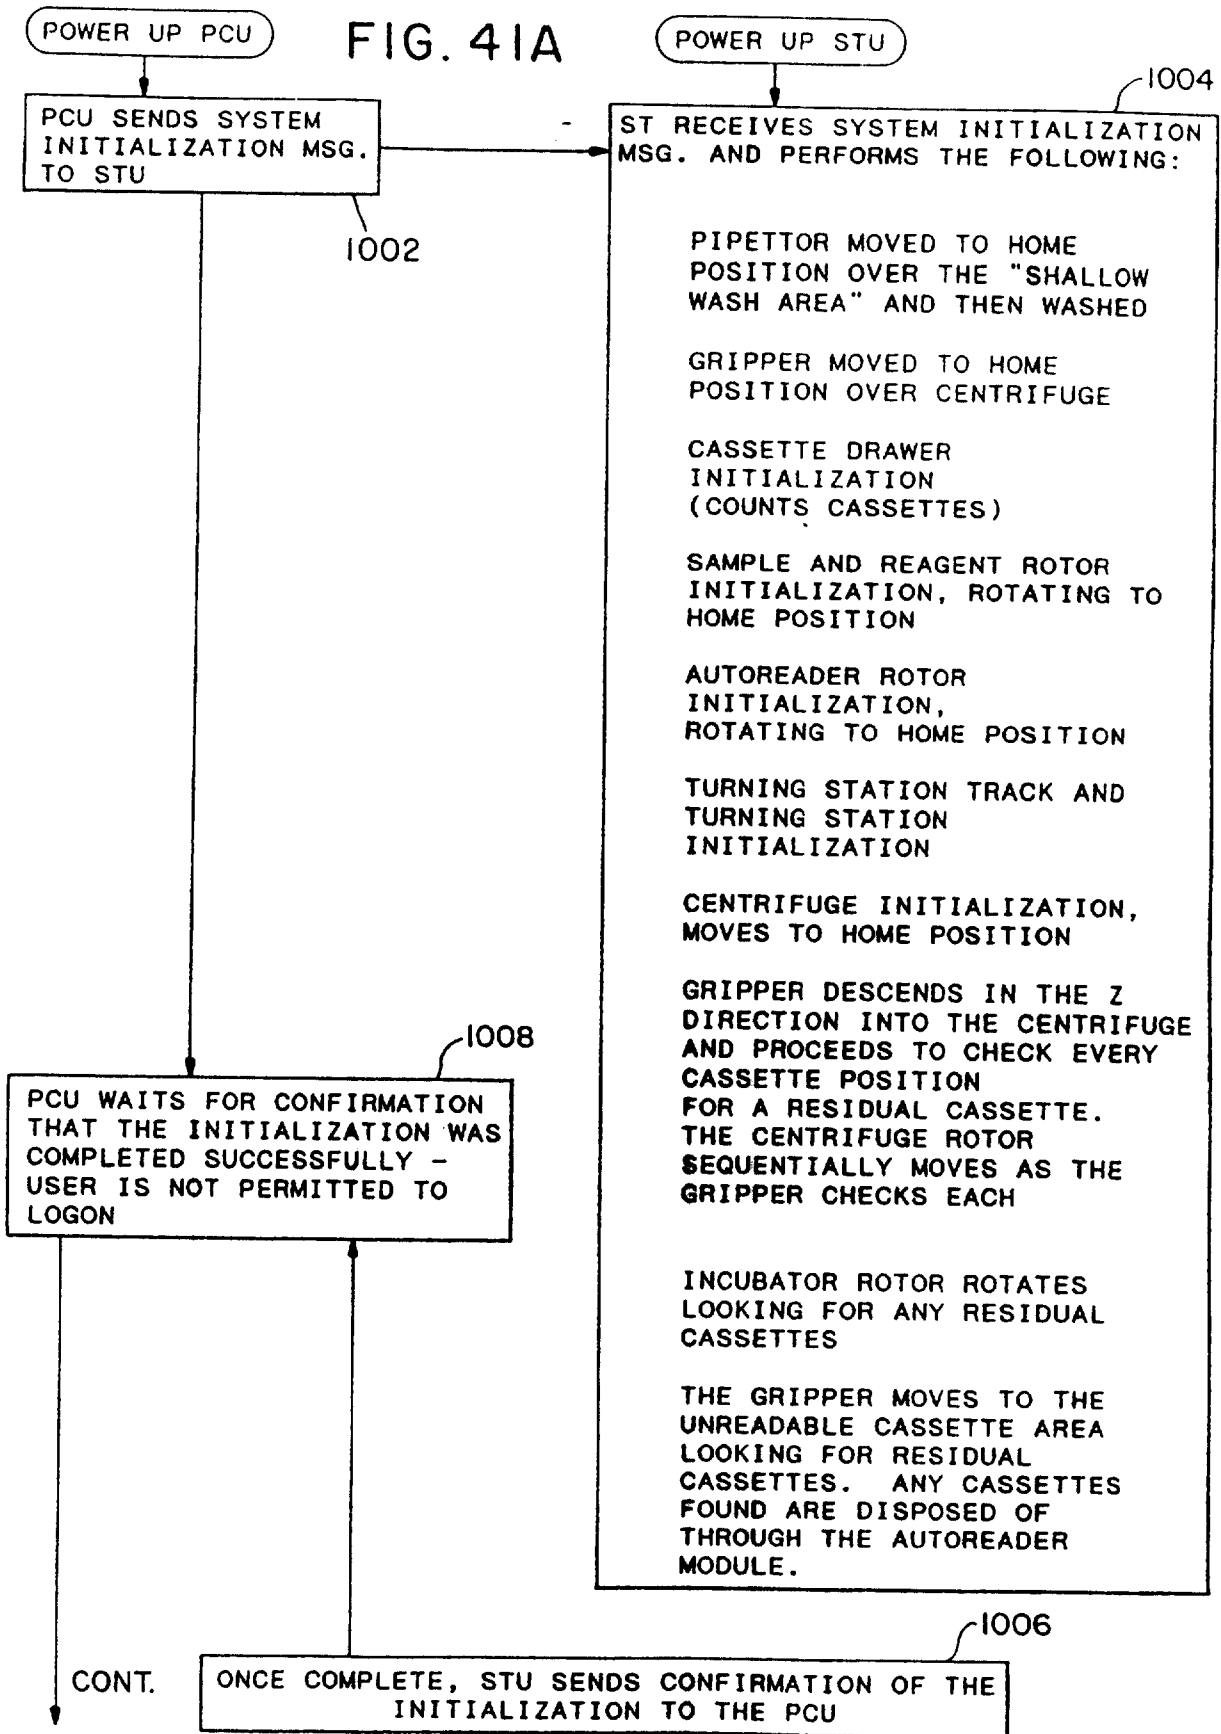 POWER UP PCU
FIG. 41A
POWER UP STU
1004
PCU SENDS SYSTEM
INITIALIZATION MSG.
TO STU
1002
ST RECEIVES SYSTEM INITIALIZATION
MSG. AND PERFORMS THE FOLLOWING:
PIPETTOR MOVED TO HOME
POSITION OVER THE "SHALLOW
WASH AREA" AND THEN WASHED
GRIPPER MOVED TO HOME
POSITION OVER CENTRIFUGE
CASSETTE DRAWER
INITIALIZATION
(COUNTS CASSETTES)
SAMPLE AND REAGENT ROTOR
INITIALIZATION, ROTATING TO
HOME POSITION
AUTOREADER ROTOR
INITIALIZATION,
ROTATING TO HOME POSITION
TURNING STATION TRACK AND
TURNING STATION
INITIALIZATION
CENTRIFUGE INITIALIZATION,
MOVES TO HOME POSITION
GRIPPER DESCENDS IN THE Z
DIRECTION INTO THE CENTRIFUGE
AND PROCEEDS TO CHECK EVERY
CASSETTE POSITION
FOR A RESIDUAL CASSETTE.
THE CENTRIFUGE ROTOR
SEQUENTIALLY MOVES AS THE
GRIPPER CHECKS EACH
INCUBATOR ROTOR ROTATES
LOOKING FOR ANY RESIDUAL
CASSETTES
THE GRIPPER MOVES TO THE
UNREADABLE CASSETTE AREA
LOOKING FOR RESIDUAL
CASSETTES. ANY CASSETTES
FOUND ARE DISPOSED OF
THROUGH THE AUTOREADER
MODULE.
1008
PCU WAITS FOR CONFIRMATION
THAT THE INITIALIZATION WAS
COMPLETED SUCCESSFULLY -
USER IS NOT PERMITTED TO
LOGON
1006
CONT.
ONCE COMPLETE, STU SENDS CONFIRMATION OF THE
INITIALIZATION TO THE PCU